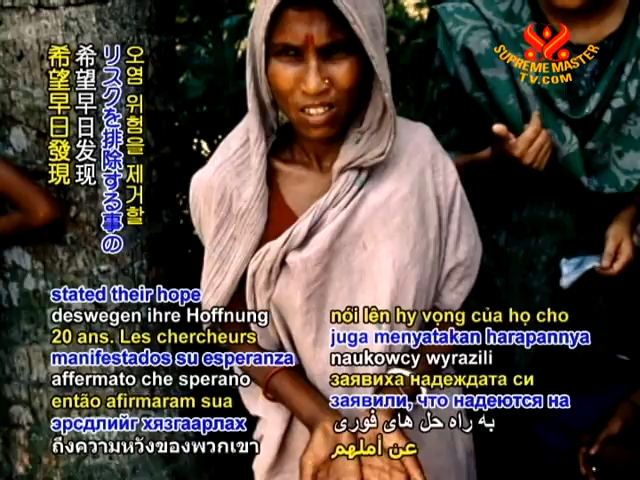 SUPREME MASTER
TV.COM
오염 위험을 제거할
リスクを排除する事の
希望早日发现
希望早日發現
stated their hope
deswegen ihre Hoffnung
20 ans. Les chercheurs
manifestados su esperanza
affermato che sperano
então afirmaram sua
эрсдлийг хязгаарлах
ถึงความหวังของพวกเขา
nói lên hy vọng của họ cho
juga menyatakan harapannya
naukowcy wyrazili
заявиха надеждата си
заявили, что надеются на
به راه حل های فوری
عن أملهم